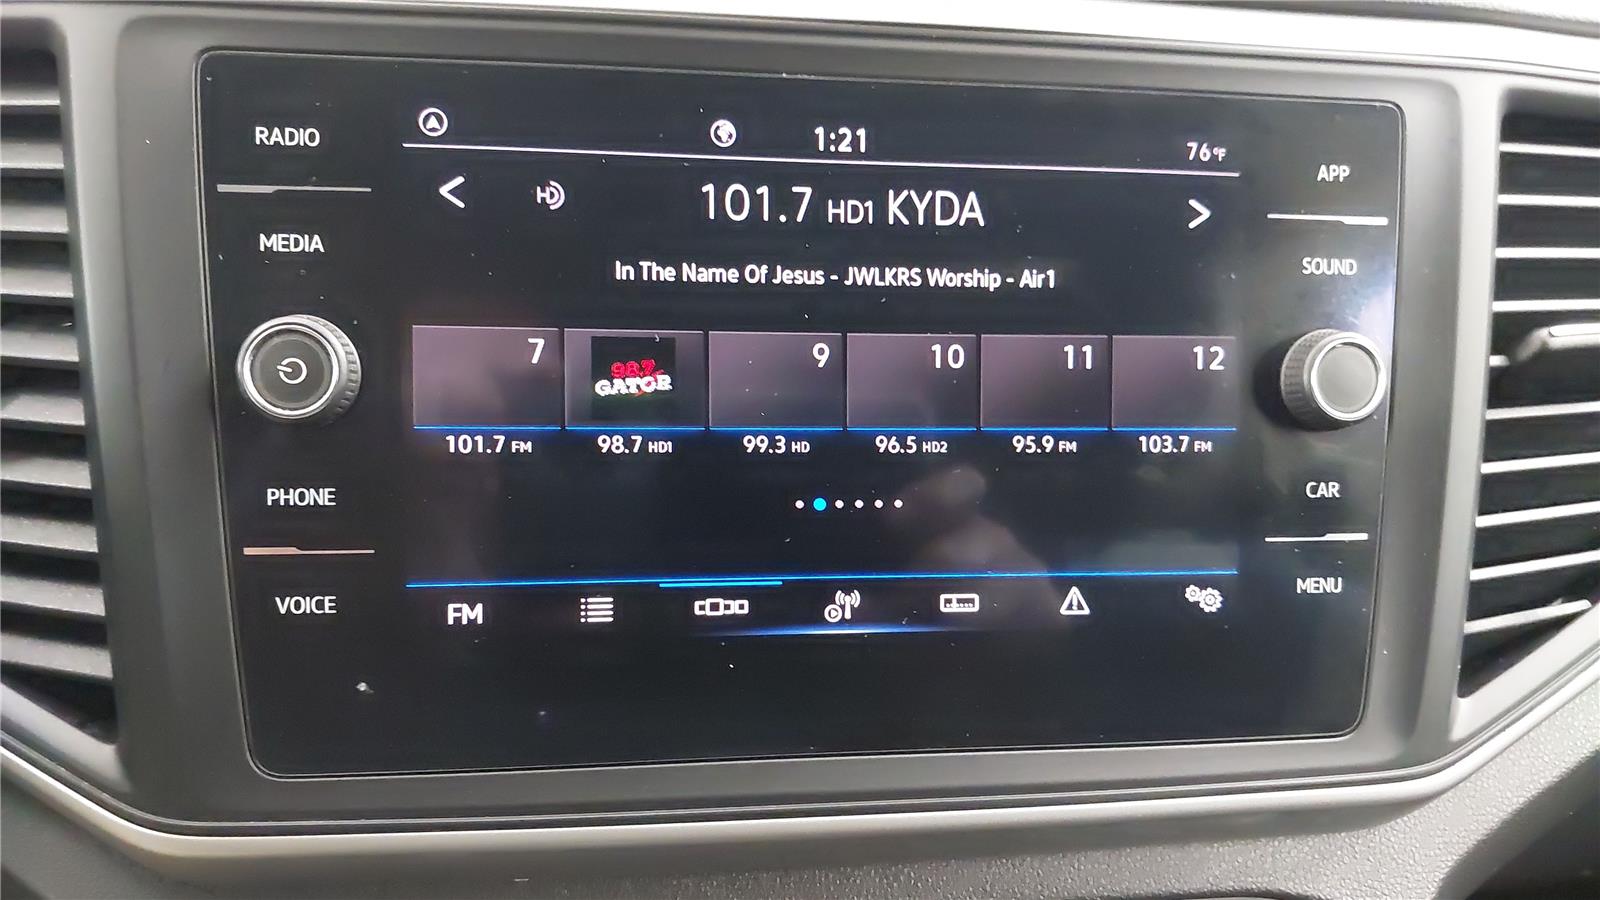 RADIO
MEDIA
PHONE
VOICE
1:21
76°F
HD
101.7 HD1 KYDA
In The Name Of Jesus - JWLKRS Worship - Air1
7
98.7
GATOR
9
10
11
12
101.7 FM
98.7 HD1
99.3 HD
96.5 HD2
95.9 FM
103.7 FM
FM
APP
SOUND
CAR
MENU